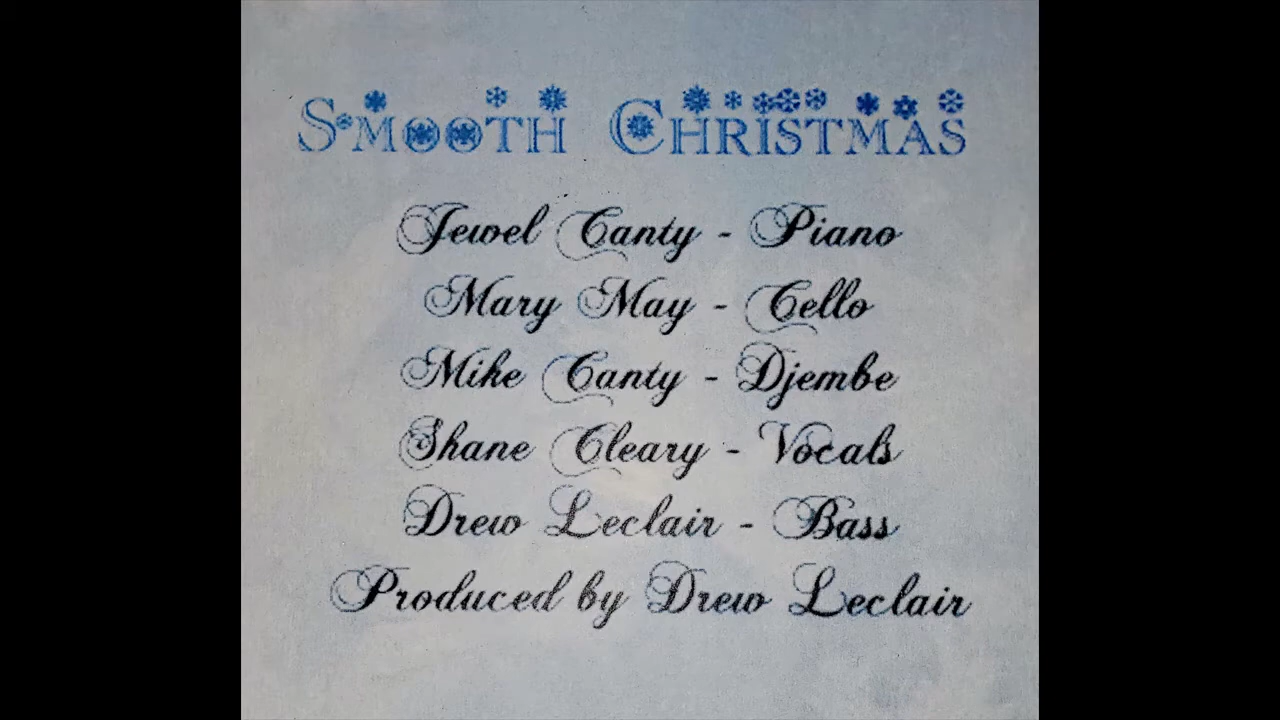 SMOOTH CHRISTMAS
Jewel Canty - Piano
Mary May - Cello
Mike Canty - Djembe
Shane Cleary - Vocals
Drew Leclair - Bass
Produced by Drew Leclair